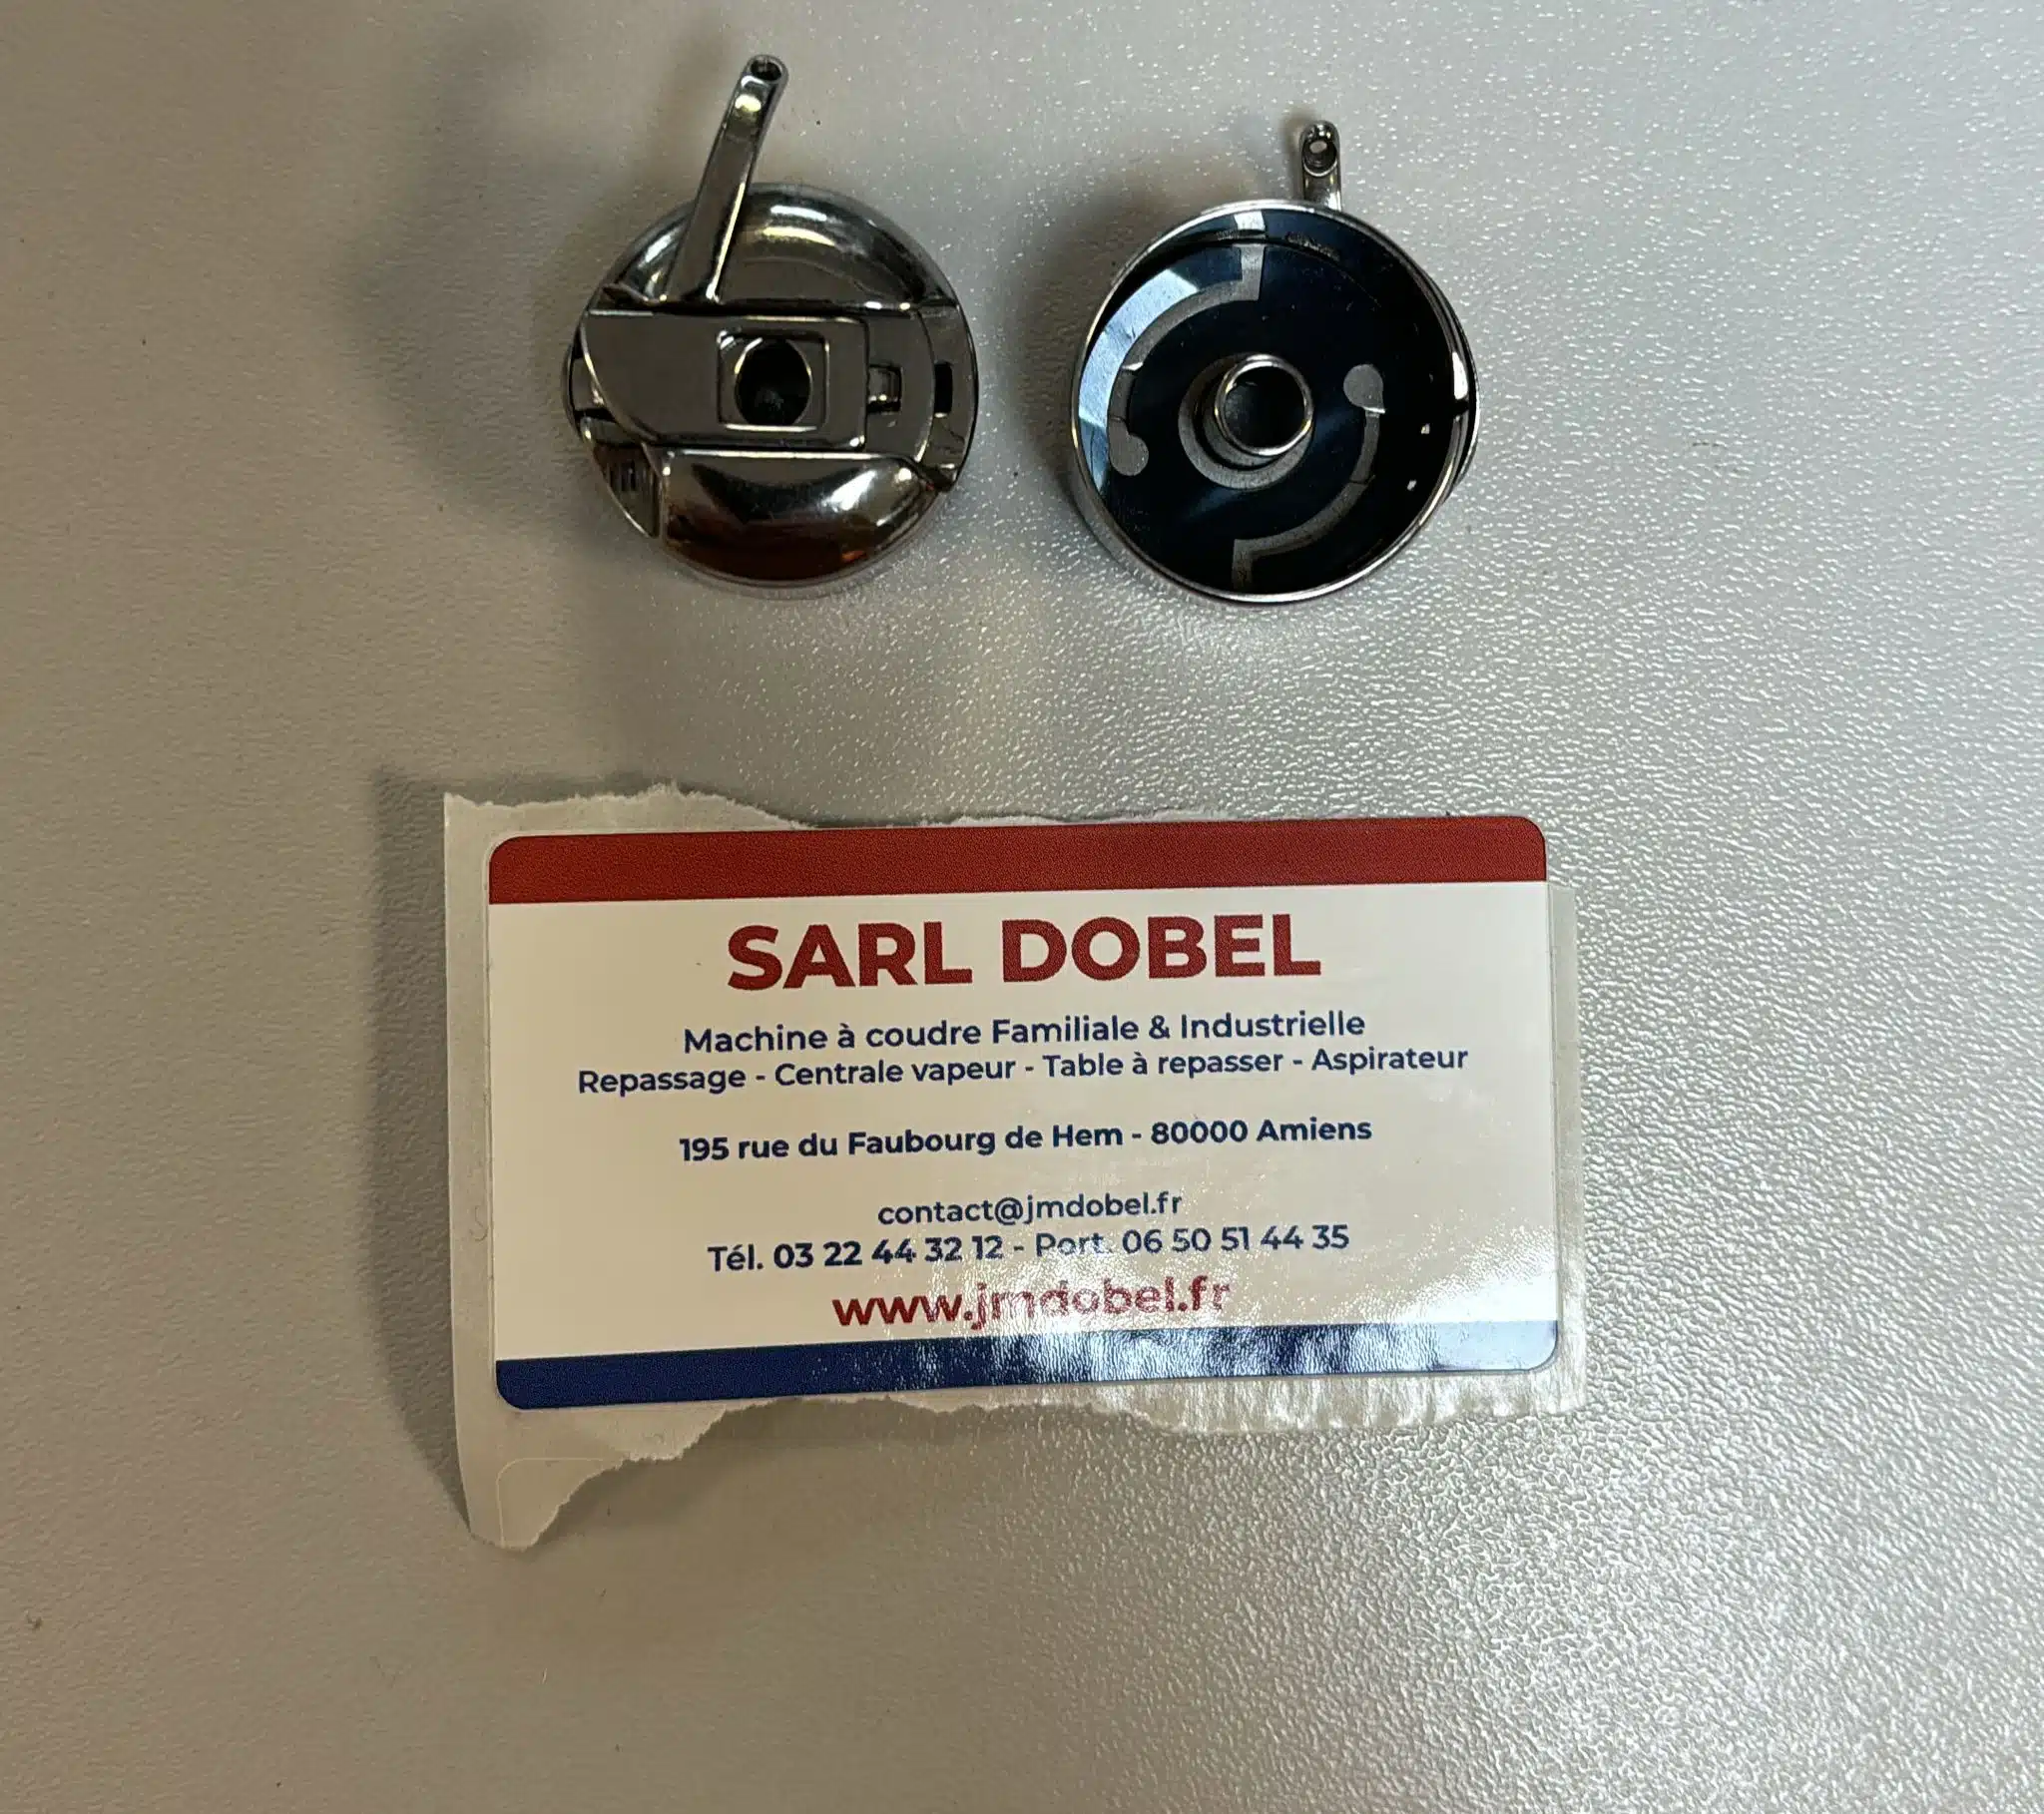 SARL DOBEL
Machine à coudre Familiale & Industrielle
Repassage - Centrale vapeur - Table à repasser - Aspirateur
195 rue du Faubourg de Hem - 80000 Amiens
contact@jmdobel.fr
Tél. 03 22 44 32 12 - Port. 06 50 51 44 35
www.jmdobel.fr